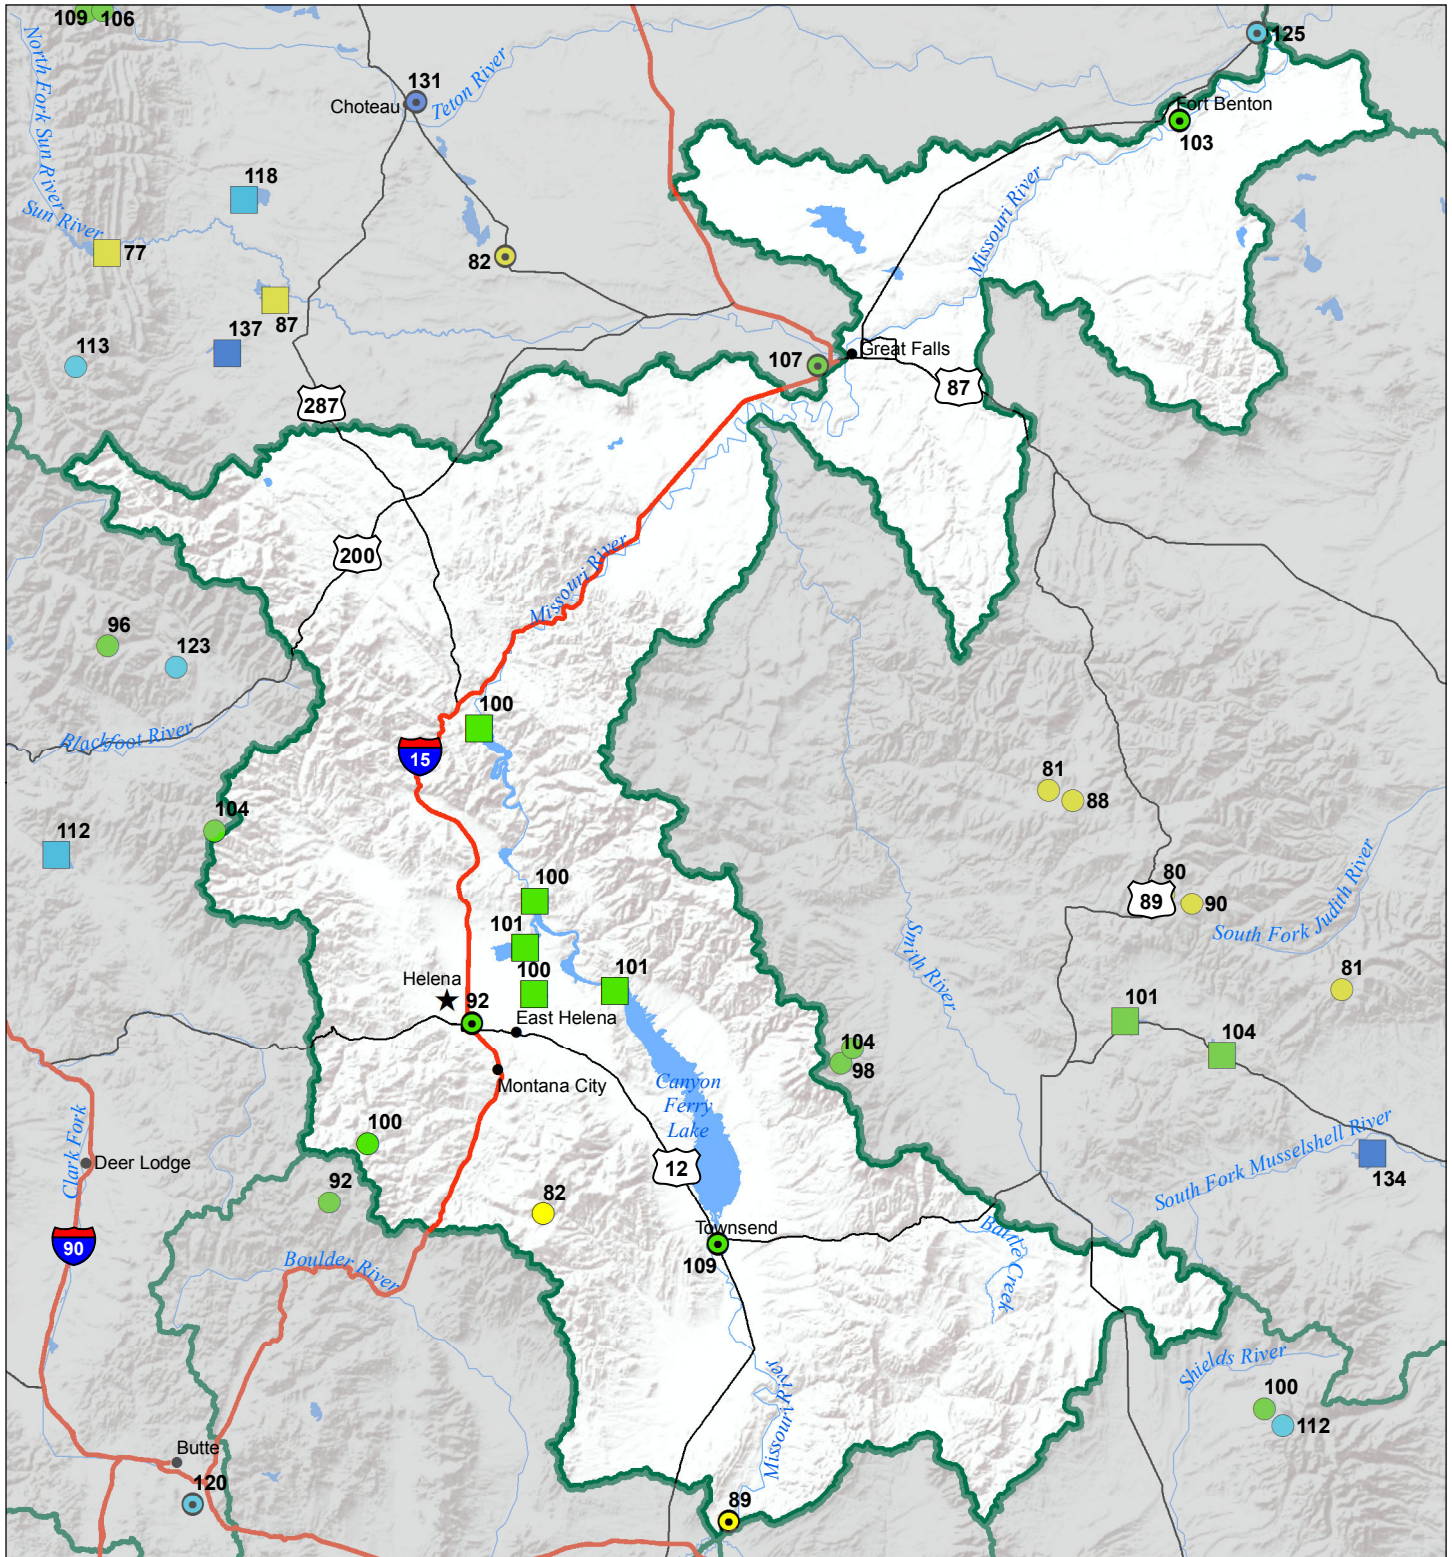 109
106
125
North Fork Sun River
131
Choteau
Teton River
Fort Benton
103
118
Sun River
77
Missouri River
82
87
137
113
107
Great Falls
87
287
200
Missouri River
96
123
100
Blackfoot River
15
81
88
104
112
100
80
89
90
South Fork Judith River
101
Smith River
100
101
81
Helena
92
101
East Helena
104
104
98
Montana City
Canyon
Ferry
Lake
Clark Fork
100
Deer Lodge
12
South Fork Musselshell River
134
92
82
Townsend
109
Battle Creek
90
Boulder River
Shields River
Missouri River
Missouri River
100
112
Butte
120
89